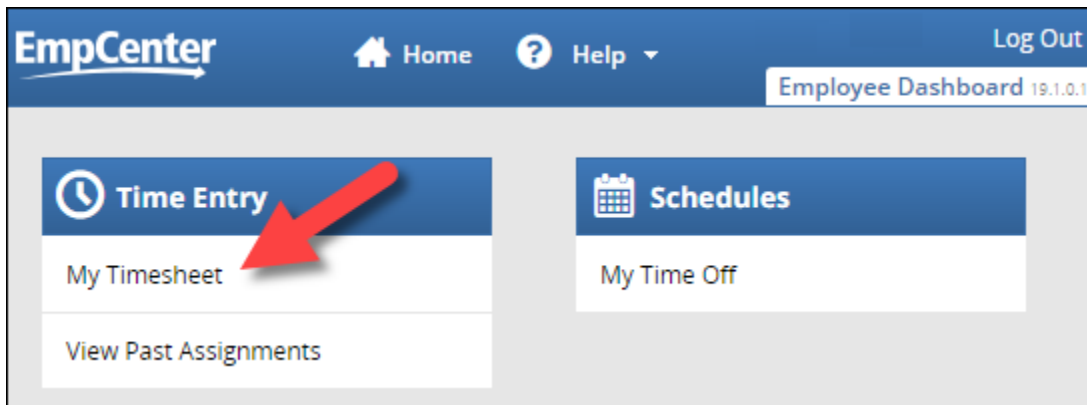 EmpCenter
Home
Help
Log Out
Employee Dashboard 19.1.0.1
Time Entry
Schedules
My Timesheet
My Time Off
View Past Assignments